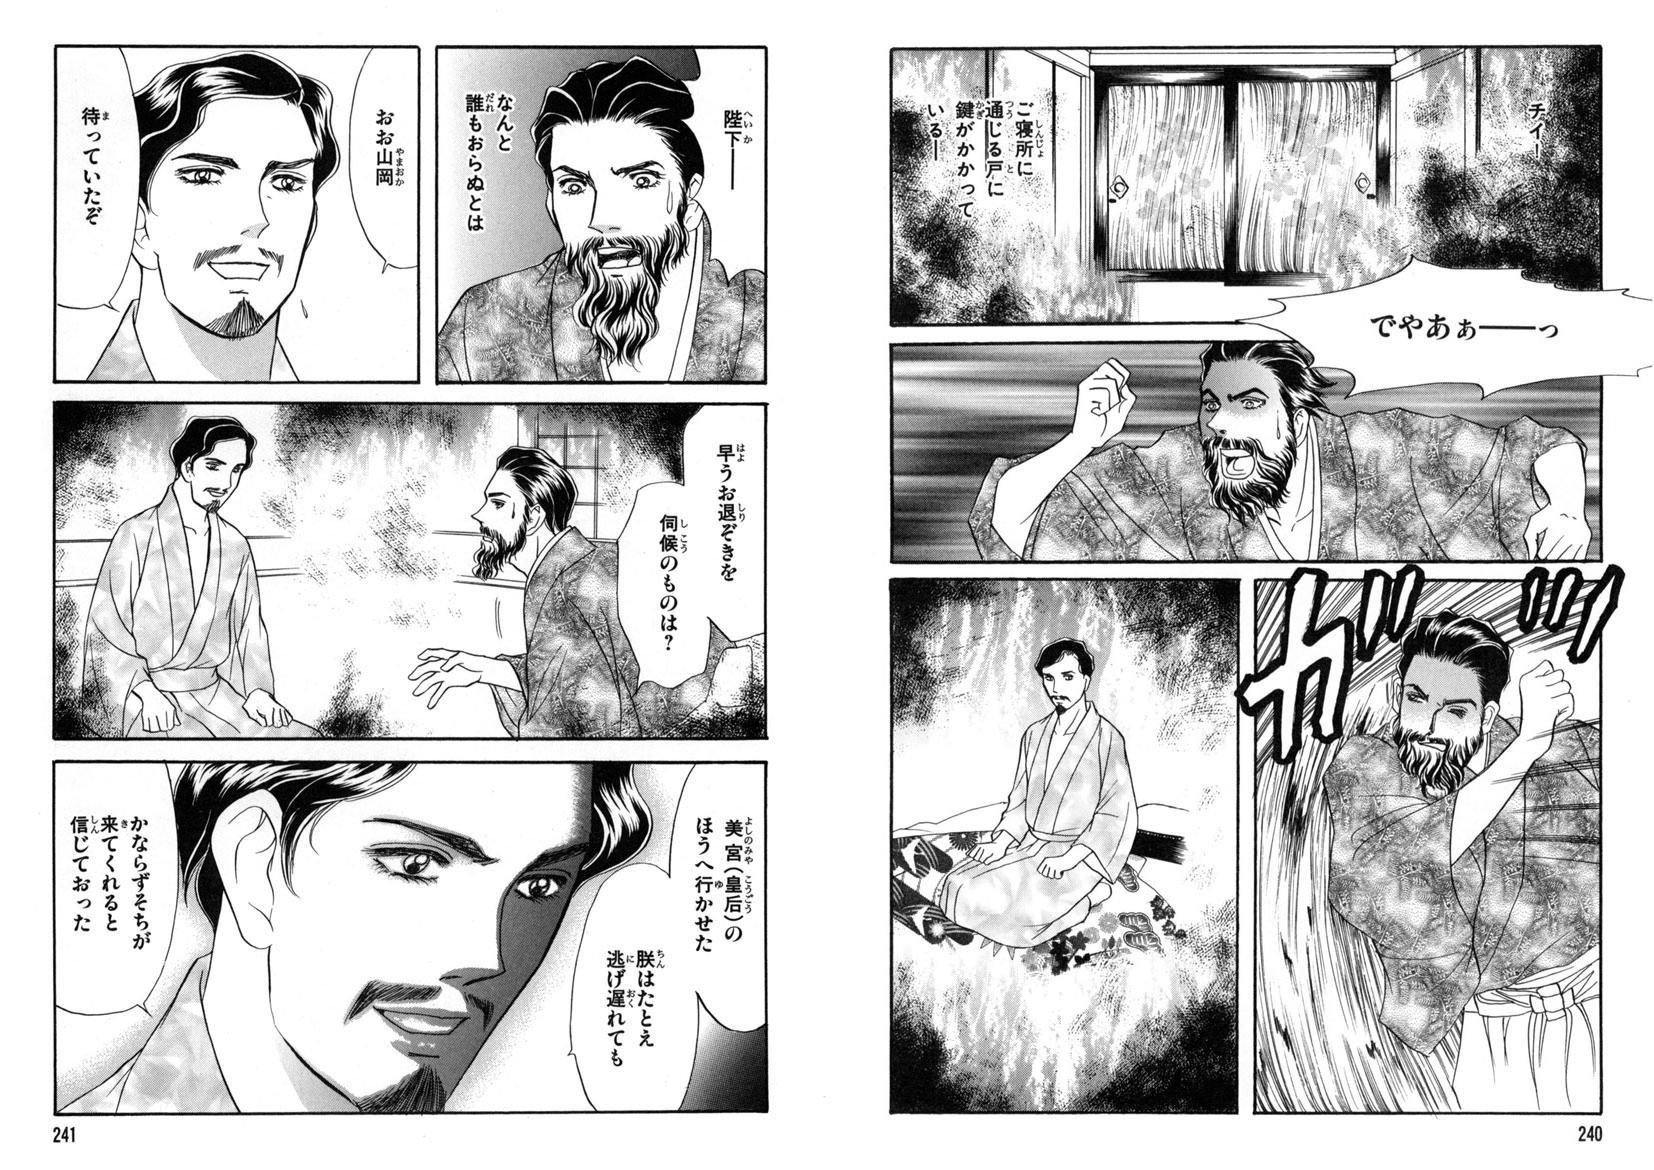 チイ―
ご寝所に
通じる戸に
鍵がかかって
いる―
でやあぁ――っ
ガッ
陛下―
なんと
誰もおらぬとは
おお山岡
待っていたぞ
早うお退ぞきを
伺候のものは?
美宮(皇后)の
ほうへ行かせた
朕はたとえ
逃げ遅れても
かならずそちが
来てくれると
信じておった
240
241